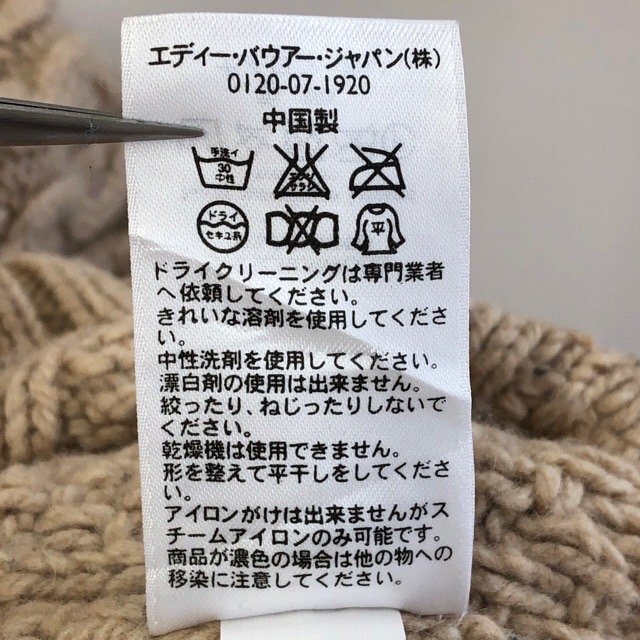 エディー・バウアー・ジャパン(株)
0120-07-1920
中国製
手洗イ
30
中性
エンソサラシ
ドライ
セキユ系
平
ドライクリーニングは専門業者
へ依頼してください。
きれいな溶剤を使用してくださ
い。
中性洗剤を使用してください。
漂白剤の使用は出来ません。
絞ったり、ねじったりしないで
ください。
乾燥機は使用できません。
形を整えて平干しをしてくださ
い。
アイロンがけは出来ませんがス
チームアイロンのみ可能です。
商品が濃色の場合は他の物への
移染に注意してください。